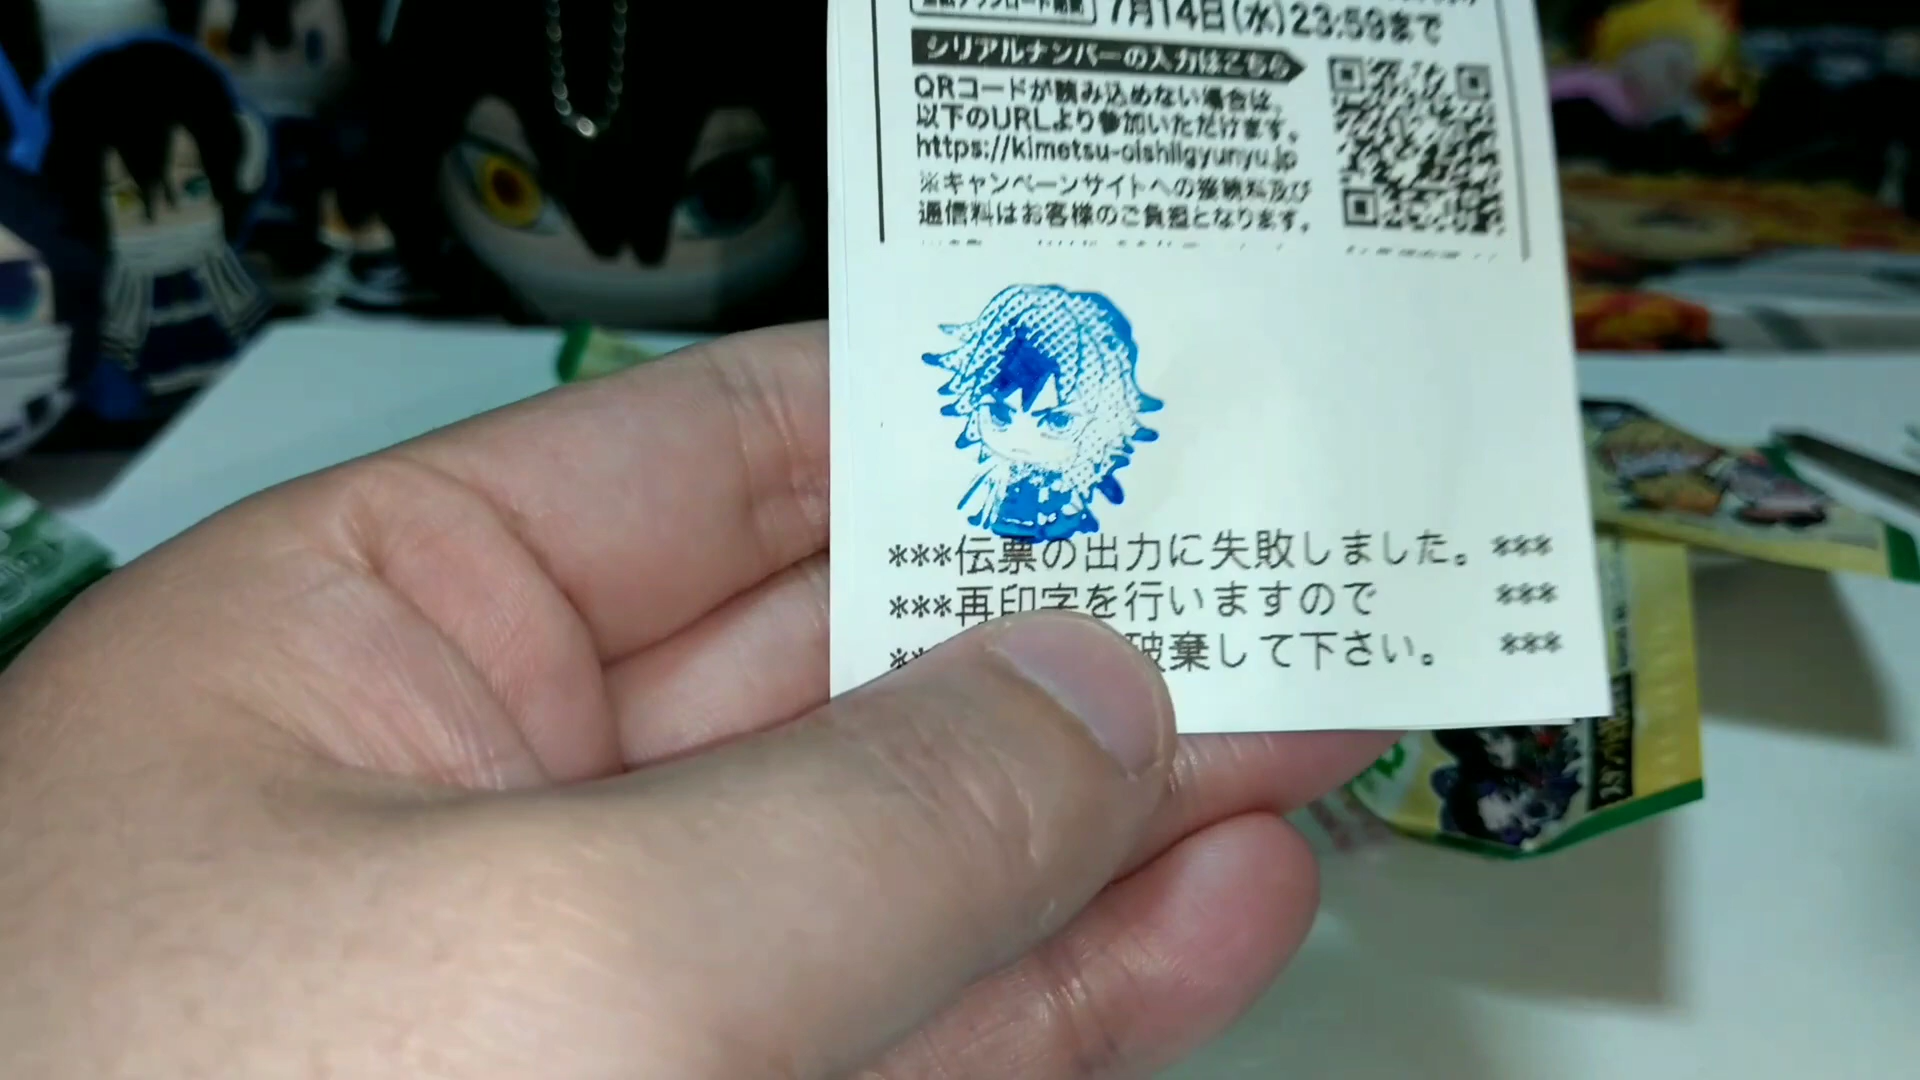 7月14日(水)23:59まで
シリアルナンバーの入力はこちら
QRコードが読み込めない場合は、
以下のURLより参加いただけます。
https://kimetsu-oishiigyunyu.jp
※キャンペーンサイトへの接続料及び
通信料はお客様のご負担となります。
***伝票の出力に失敗しました。***
***再印字を行いますので ***
破棄して下さい。 ***